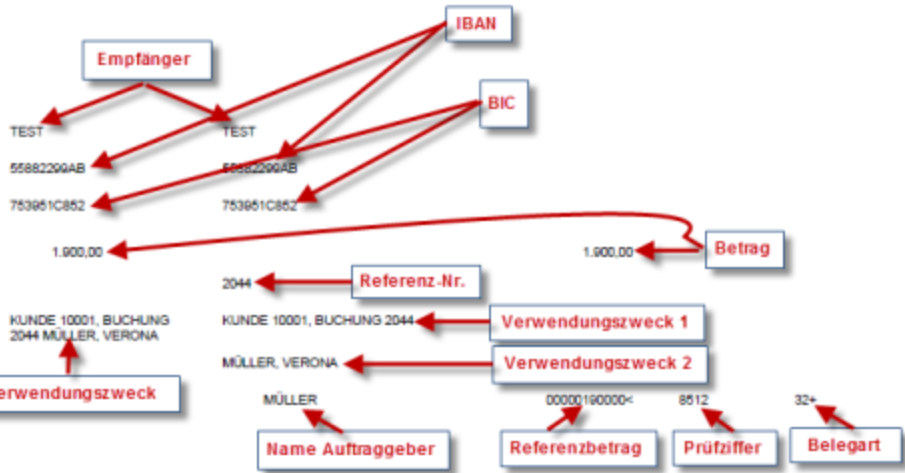 IBAN
Empfänger
BIC
TEST TEST
55882299AB 55882299AB
753951C852 753951C852
1.900,00 1.900,00 Betrag
2044 Referenz-Nr.
KUNDE 10001, BUCHUNG KUNDE 10001, BUCHUNG 2044 Verwendungszweck 1
2044 MÜLLER, VERONA
MÜLLER, VERONA Verwendungszweck 2
erwendungszweck
MÜLLER 00000190000< 8512 32+
Name Auftraggeber Referenzbetrag Prüfziffer Belegart